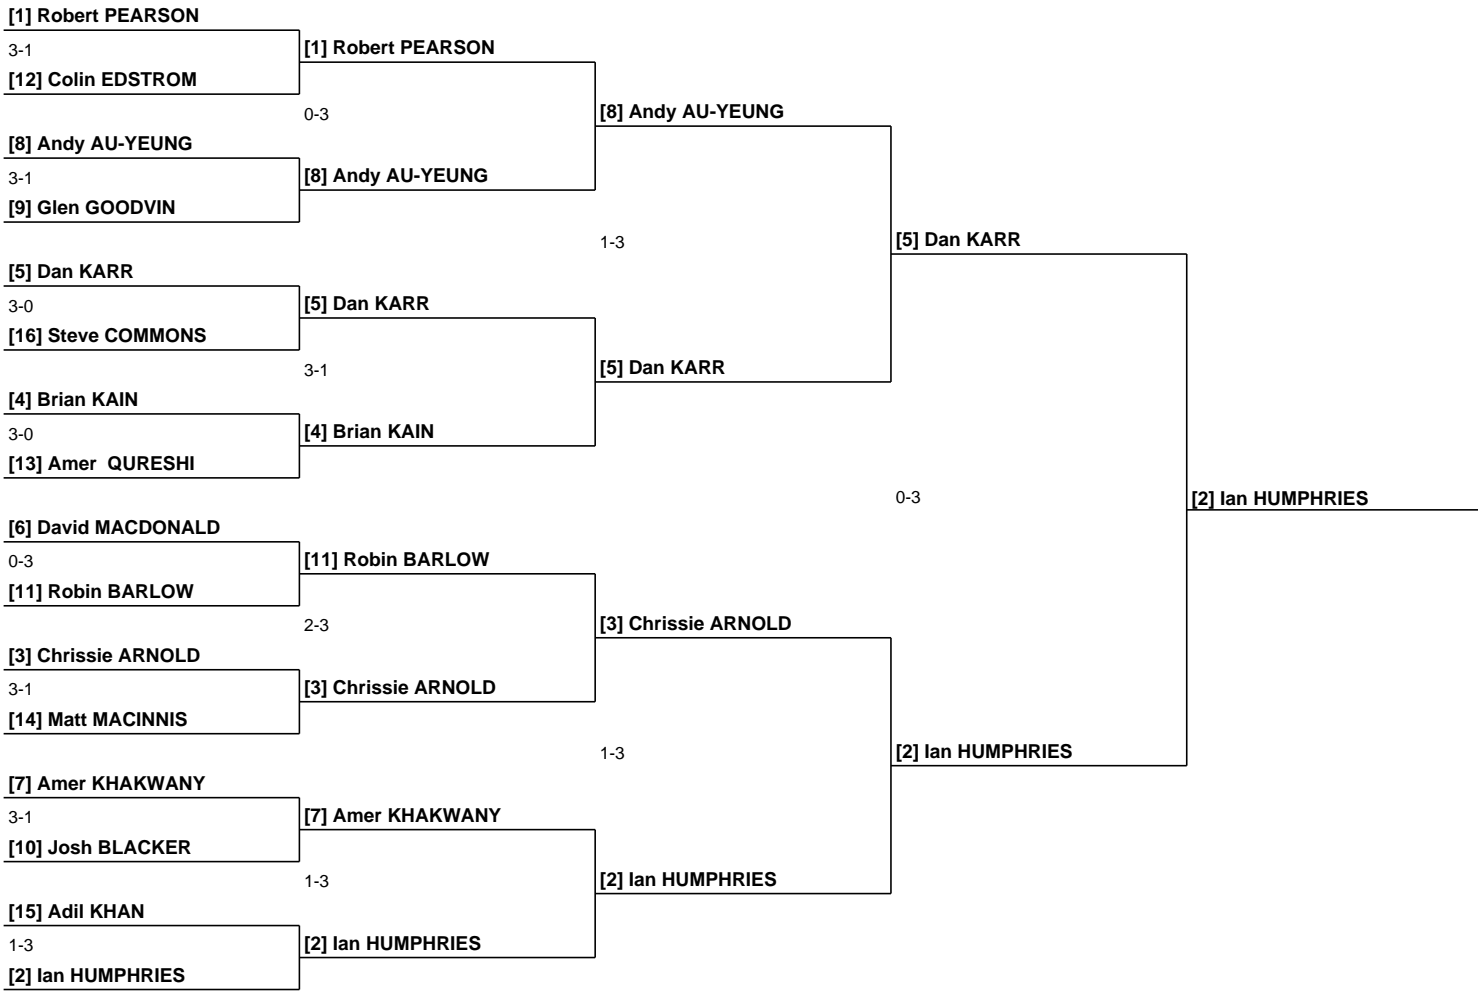 [1] Robert PEARSON
3-1
[12] Colin EDSTROM
[8] Andy AU-YEUNG
3-1
[9] Glen GOODVIN
[5] Dan KARR
3-0
[16] Steve COMMONS
[4] Brian KAIN
3-0
[13] Amer  QURESHI
[6] David MACDONALD
0-3
[11] Robin BARLOW
[3] Chrissie ARNOLD
3-1
[14] Matt MACINNIS
[7] Amer KHAKWANY
3-1
[10] Josh BLACKER
[15] Adil KHAN
1-3
[2] Ian HUMPHRIES
[1] Robert PEARSON
0-3
[8] Andy AU-YEUNG
[5] Dan KARR
3-1
[4] Brian KAIN
[11] Robin BARLOW
2-3
[3] Chrissie ARNOLD
[7] Amer KHAKWANY
1-3
[2] Ian HUMPHRIES
[8] Andy AU-YEUNG
1-3
[5] Dan KARR
[3] Chrissie ARNOLD
1-3
[2] Ian HUMPHRIES
[5] Dan KARR
0-3
[2] Ian HUMPHRIES
[2] Ian HUMPHRIES